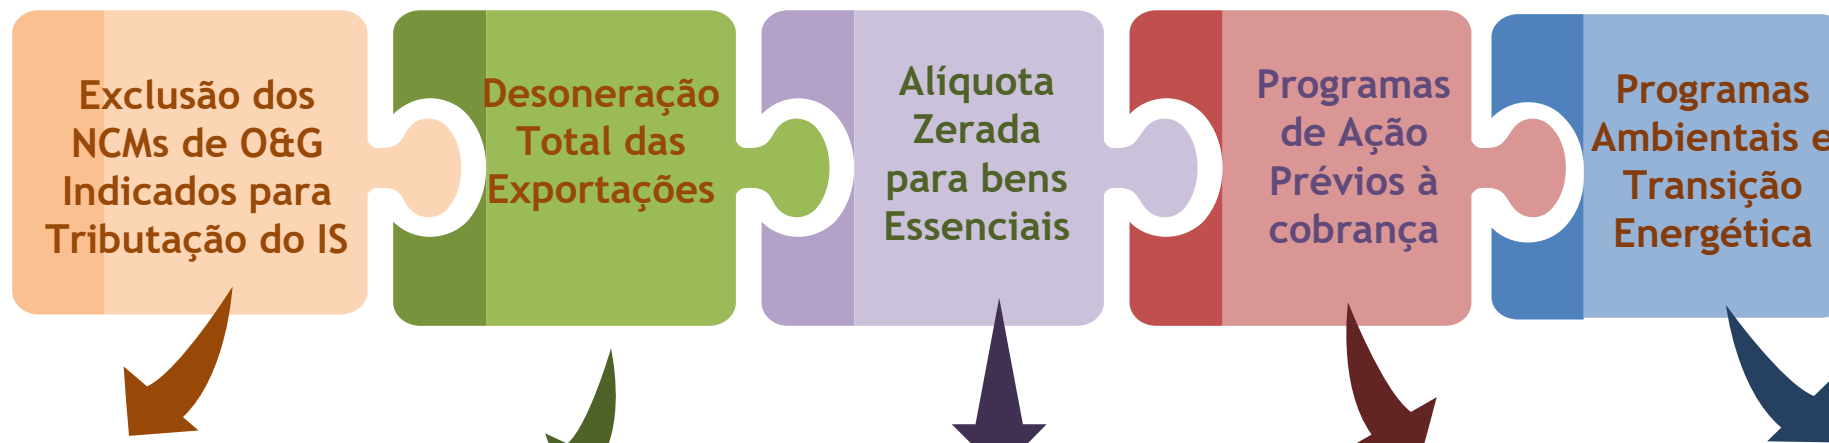 Exclusão dos
NCMs de O&G
Indicados para
Tributação do IS
Desoneração
Total das
Exportações
Alíquota
Zerada
para bens
Essenciais
Programas
de Ação
Prévios à
cobrança
Programas
Ambientais e
Transição
Energética